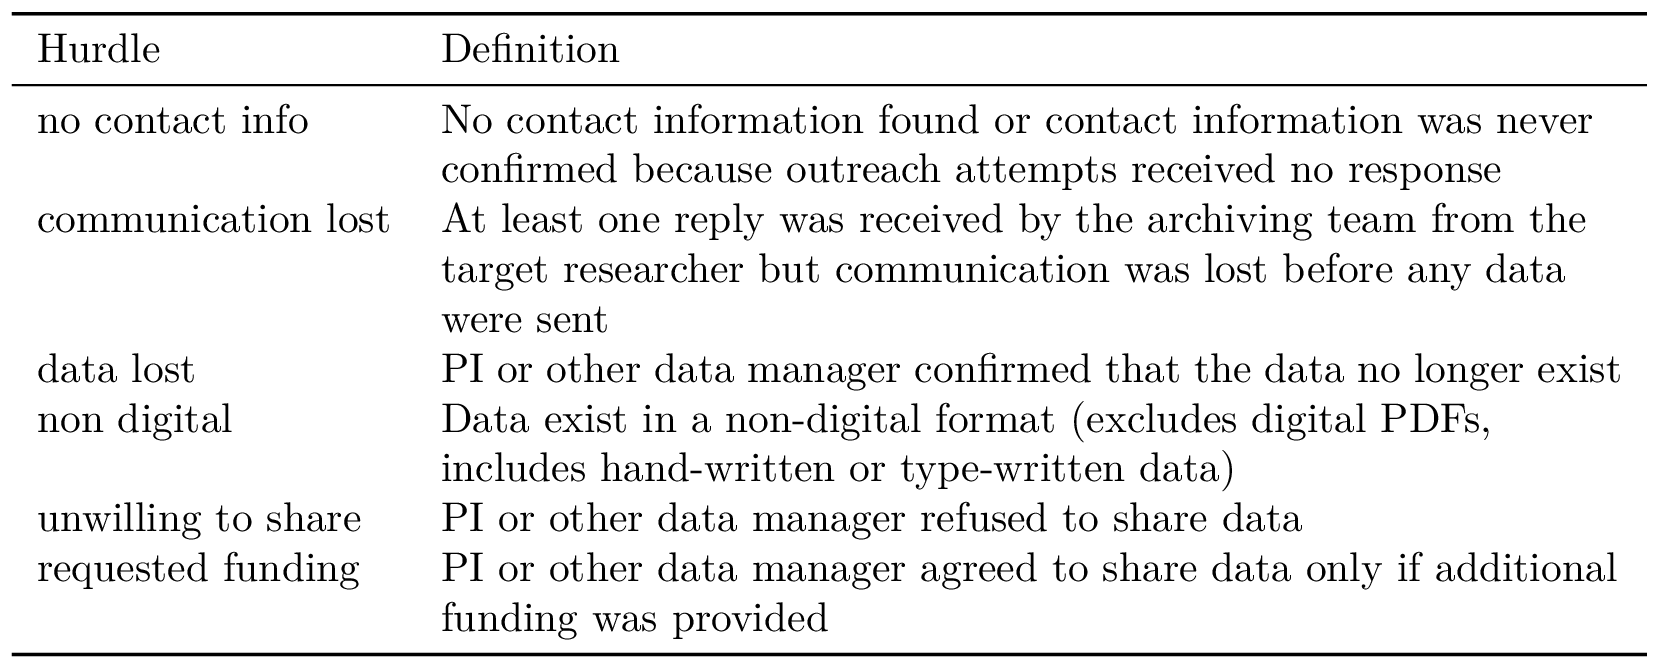 Hurdle Definition
no contact info No contact information found or contact information was never
confirmed because outreach attempts received no response
communication lost At least one reply was received by the archiving team from the
target researcher but communication was lost before any data
were sent
data lost PI or other data manager confirmed that the data no longer exist
non digital Data exist in a non-digital format (excludes digital PDFs,
includes hand-written or type-written data)
unwilling to share PI or other data manager refused to share data
requested funding PI or other data manager agreed to share data only if additional
funding was provided